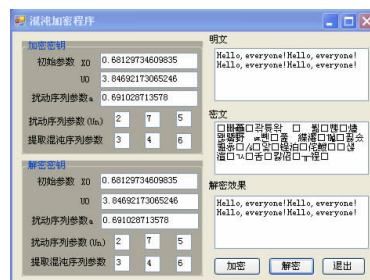 混沌加密程序
加密密钥
初始参数 X0 0.68129734609835
U0 3.84692173065246
扰动序列参数a 0.691028713578
扰动序列参数(Un) 2 7 5
提取混沌序列参数 3 4 6
解密密钥
初始参数 X0 0.68129734609835
U0 3.84692173065246
扰动序列参数a 0.691028713578
扰动序列参数(Un) 2 7 5
提取混沌序列参数 3 4 6
明文
Hello, everyone!Hello, everyone!
Hello, everyone!Hello, everyone!
密文
解密效果
Hello, everyone!Hello, everyone!
Hello, everyone!Hello, everyone!
加密 解密 退出